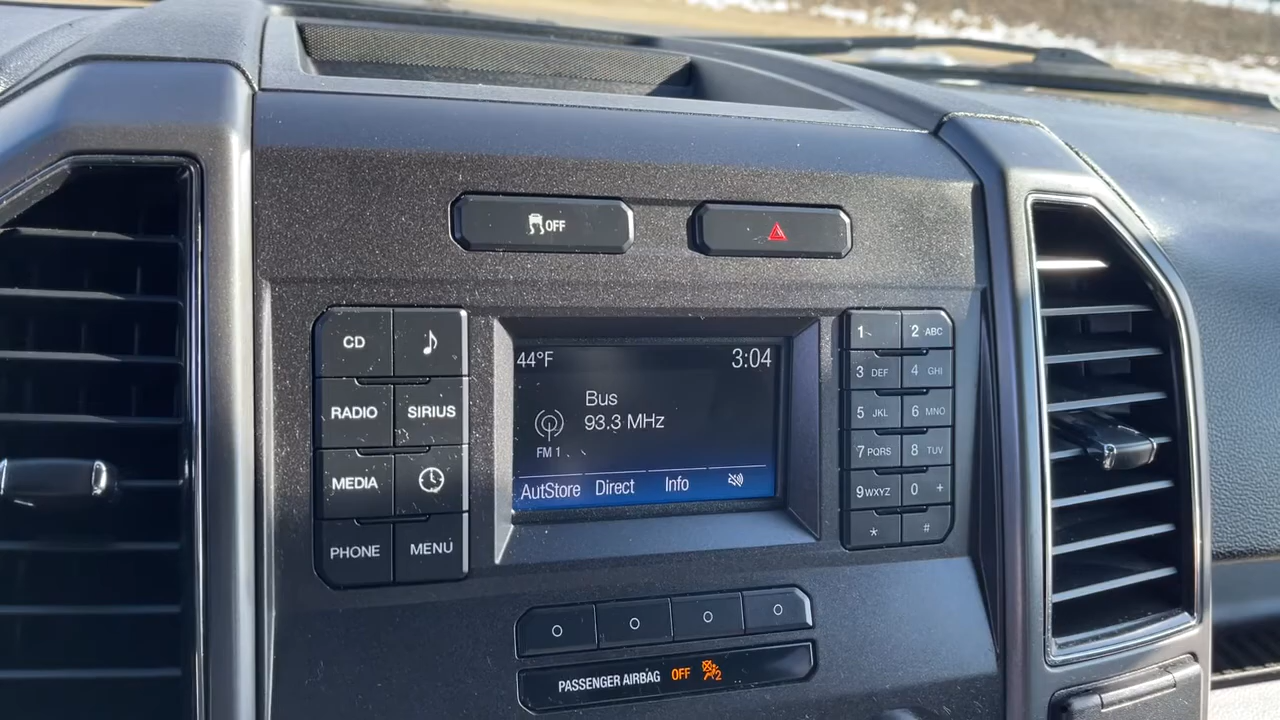 OFF
CD
RADIO SIRIUS
MEDIA
PHONE MENU
44°F 3:04
Bus
93.3 MHz
FM 1
AutStore Direct Info
1 2 ABC
3 DEF 4 GHI
5 JKL 6 MNO
7 PQRS 8 TUV
9 WXYZ 0 +
* #
PASSENGER AIRBAG OFF 2